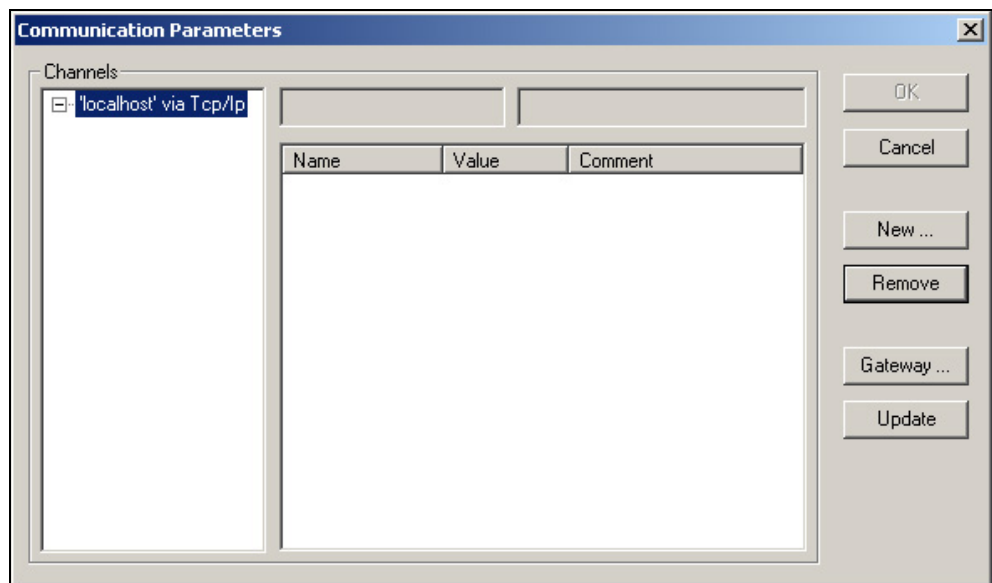 Communication Parameters
Channels
'localhost' via Tcp/Ip
Name Value Comment
OK
Cancel
New ...
Remove
Gateway ...
Update